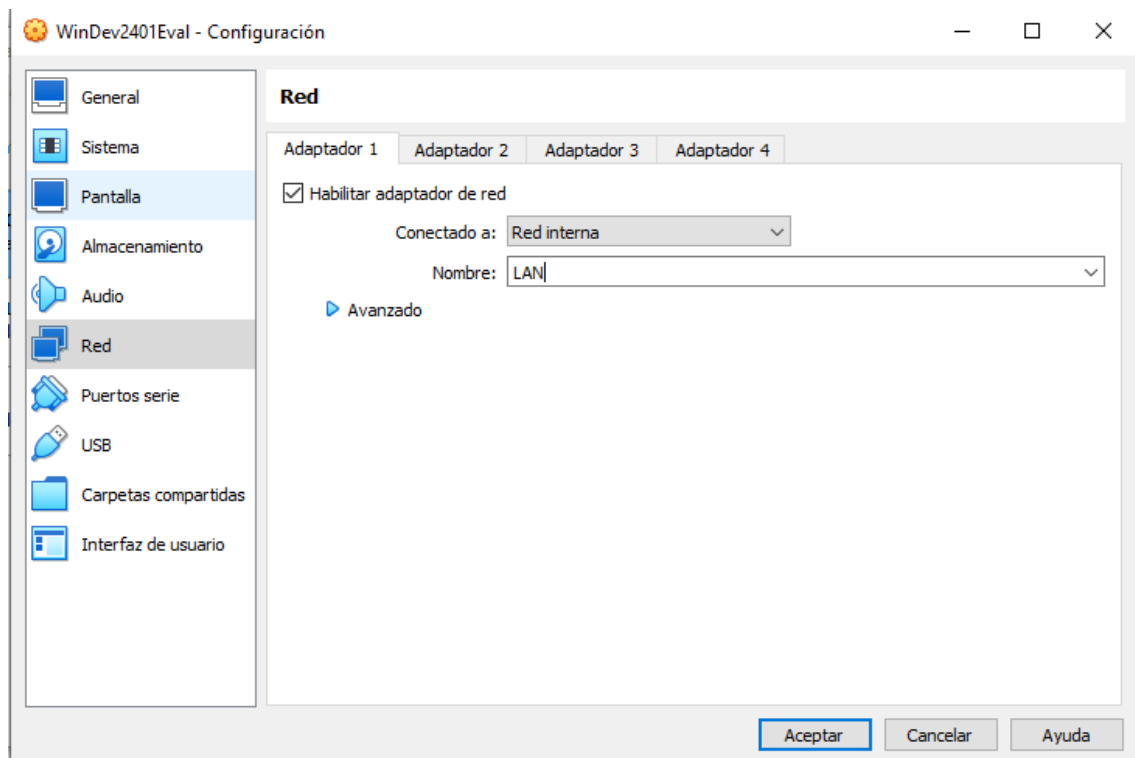 WinDev2401Eval - Configuración
General
Sistema
Pantalla
Almacenamiento
Audio
Red
Puertos serie
USB
Carpetas compartidas
Interfaz de usuario
Red
Adaptador 1 Adaptador 2 Adaptador 3 Adaptador 4
Habilitar adaptador de red
Conectado a: Red interna
Nombre: LAN
Avanzado
Aceptar Cancelar Ayuda